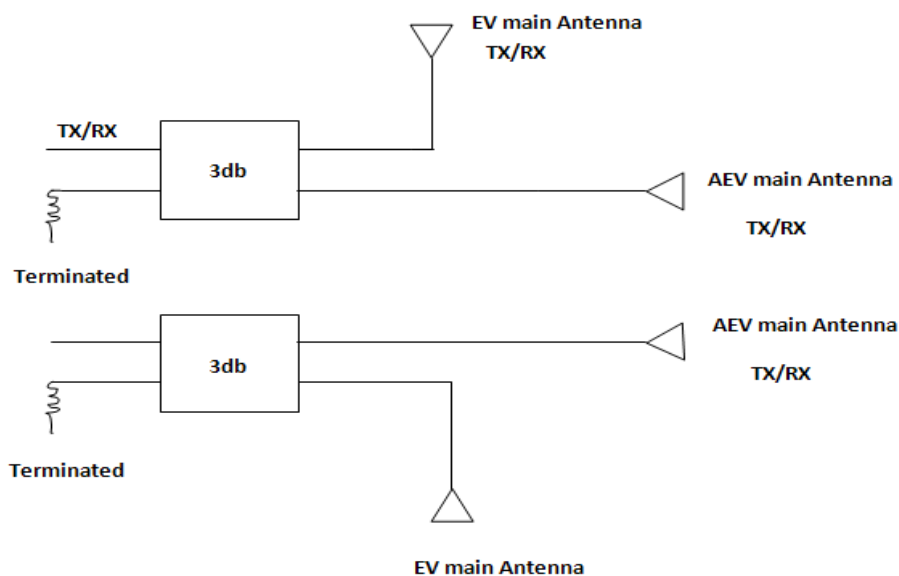 EV main Antenna
TX/RX
TX/RX
3db
AEV main Antenna
TX/RX
Terminated
AEV main Antenna
3db
TX/RX
Terminated
EV main Antenna